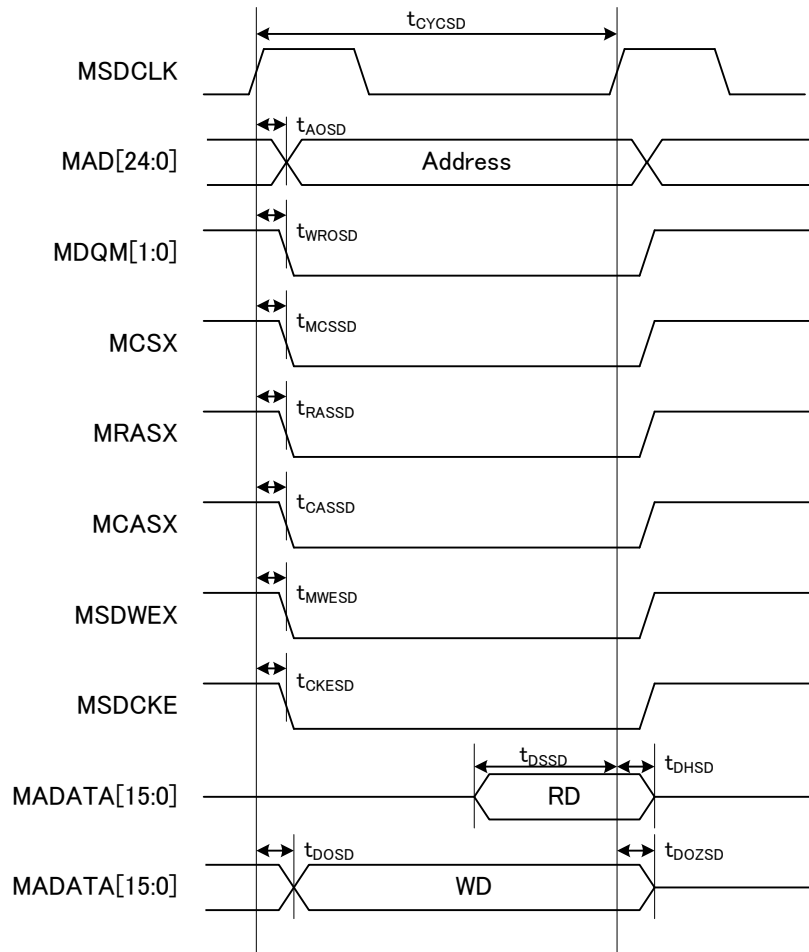 tCYCSD
MSDCLK
tAOSD
MAD[24:0]
Address
tWROSD
MDQM[1:0]
tMCSSD
MCSX
tRASSD
MRASX
tCASSD
MCASX
tMWESD
MSDWEX
tCKESD
MSDCKE
tDSSD
tDHSD
MADATA[15:0]
RD
tDOSD
tDOZSD
MADATA[15:0]
WD